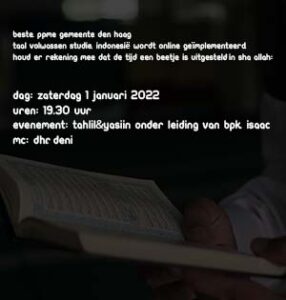 beste ppme gemeente den haag
taal volwassen studie indonesië wordt online geïmplementeerd
houd er rekening mee dat de tijd een beetje is uitgesteld in sha allah:
dag: zaterdag 1 januari 2022
uren: 19.30 uur
evenement: tahlil&yasiin onder leiding van bpk isaac
mc: dhr deni